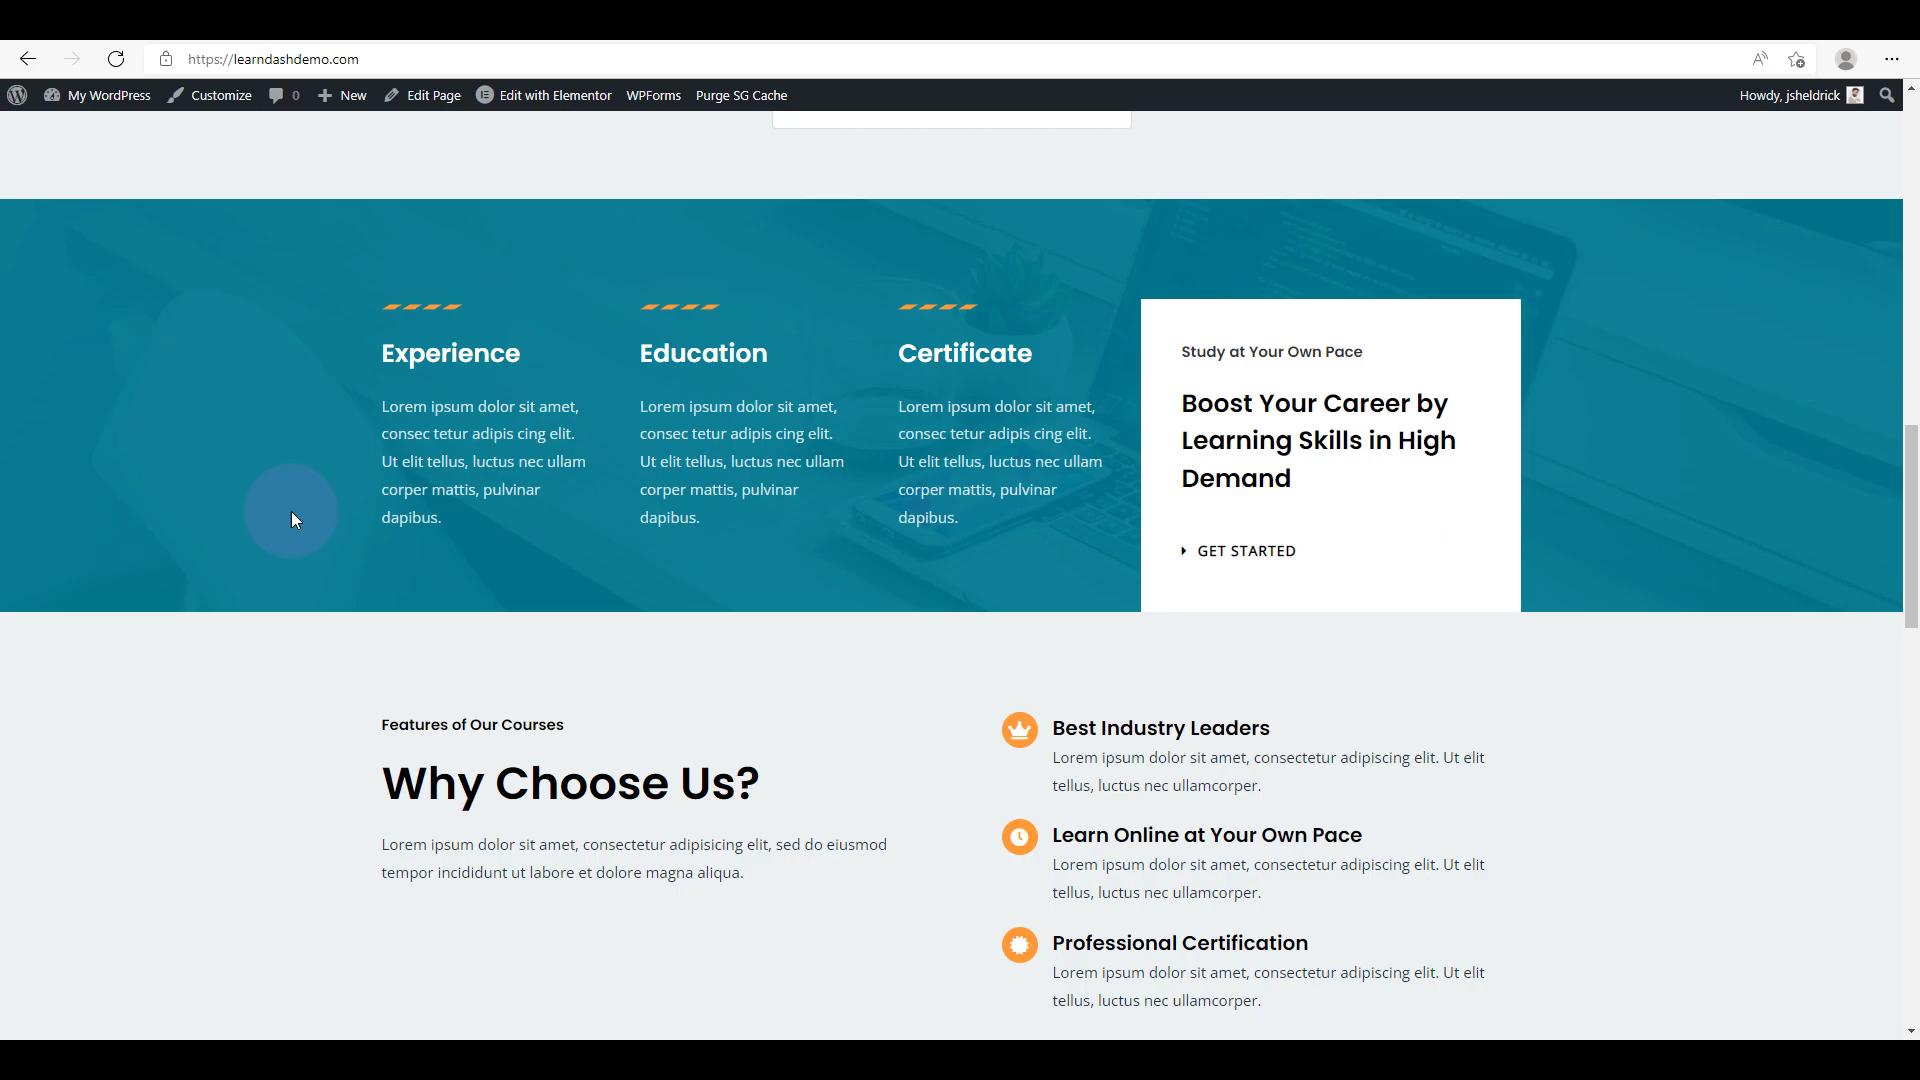 https://learndashdemo.com
My WordPress Customize 0 New Edit Page Edit with Elementor WPForms Purge SG Cache Howdy, jsheldrick
Experience
Lorem ipsum dolor sit amet,
consec tetur adipis cing elit.
Ut elit tellus, luctus nec ullam
corper mattis, pulvinar
dapibus.
Education
Lorem ipsum dolor sit amet,
consec tetur adipis cing elit.
Ut elit tellus, luctus nec ullam
corper mattis, pulvinar
dapibus.
Certificate
Lorem ipsum dolor sit amet,
consec tetur adipis cing elit.
Ut elit tellus, luctus nec ullam
corper mattis, pulvinar
dapibus.
Study at Your Own Pace
Boost Your Career by
Learning Skills in High
Demand
GET STARTED
Features of Our Courses
Why Choose Us?
Lorem ipsum dolor sit amet, consectetur adipisicing elit, sed do eiusmod
tempor incididunt ut labore et dolore magna aliqua.
Best Industry Leaders
Lorem ipsum dolor sit amet, consectetur adipiscing elit. Ut elit
tellus, luctus nec ullamcorper.
Learn Online at Your Own Pace
Lorem ipsum dolor sit amet, consectetur adipiscing elit. Ut elit
tellus, luctus nec ullamcorper.
Professional Certification
Lorem ipsum dolor sit amet, consectetur adipiscing elit. Ut elit
tellus, luctus nec ullamcorper.